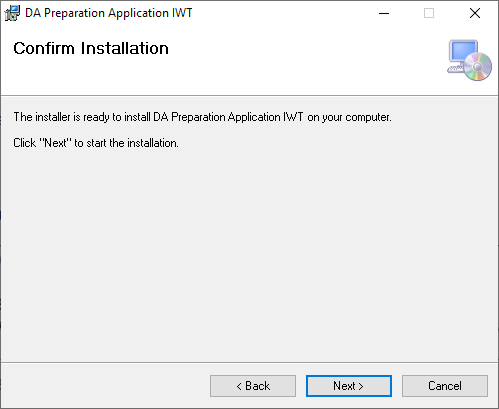 DA Preparation Application IWT
Confirm Installation
The installer is ready to install DA Preparation Application IWT on your computer.
Click "Next" to start the installation.
< Back
Next >
Cancel